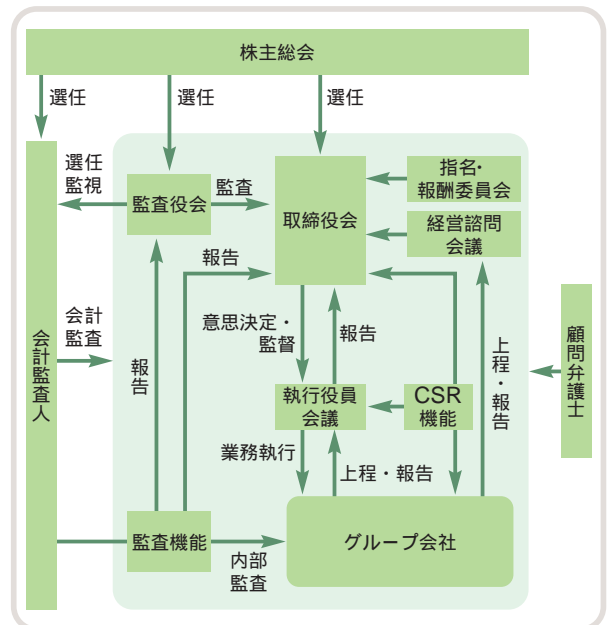 株主総会
選任
選任
選任
選任
監視
監査役会
監査
取締役会
指名・
報酬委員会
経営諮問
会議
報告
会計
監査
会計監査人
報告
意思決定・
監督
報告
上程・報告
顧問弁護士
執行役員
会議
CSR
機能
業務執行
上程・報告
監査機能
内部
監査
グループ会社